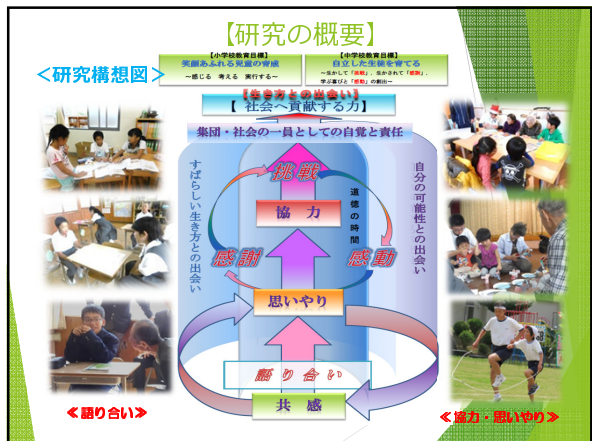 【研究の概要】
＜研究構想図＞
【小学校教育目標】
笑顔あふれる児童の育成
～感じる 考える 実行する～
【中学校教育目標】
自立した生徒を育てる
～生かして「挑戦」、生かされて「感謝」、
学ぶ喜びと「感動」の創出～
【生き方との出会い】
【 社会へ貢献する力】
集団・社会の一員としての自覚と責任
すばらしい生き方との出会い
自分の可能性との出会い
挑戦
道徳の時間
協 力
感謝
感動
思いやり
語り合い
共 感
≪語り合い≫
≪協力・思いやり≫